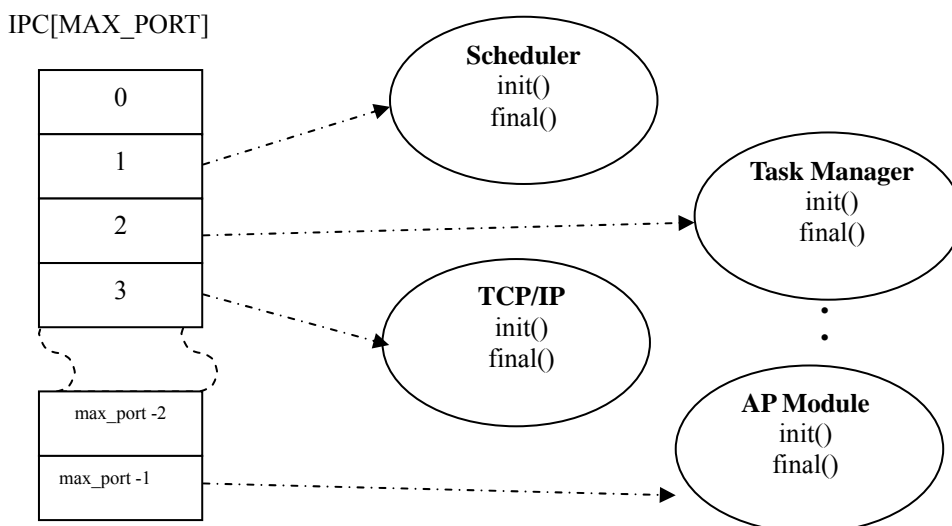 IPC[MAX_PORT]
0
1
2
3
max_port -2
max_port -1
Scheduler
init()
final()
Task Manager
init()
final()
TCP/IP
init()
final()
AP Module
init()
final()